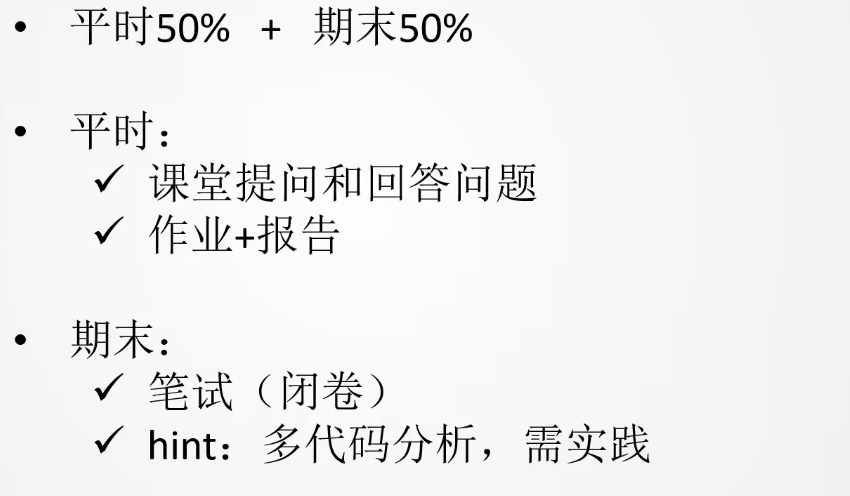 • 平时50% + 期末50%
• 平时：
✓ 课堂提问和回答问题
✓ 作业+报告
• 期末：
✓ 笔试（闭卷）
✓ hint：多代码分析，需实践